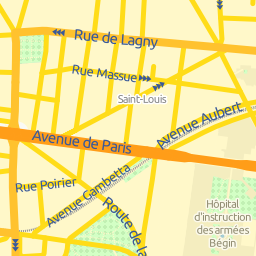 Rue de Lagny
Rue Massue
Saint-Louis
Avenue Aubert
Avenue de Paris
Rue Poirier
Avenue Gambetta
Route de la
Hôpital
d'instruction
des armées
Bégin